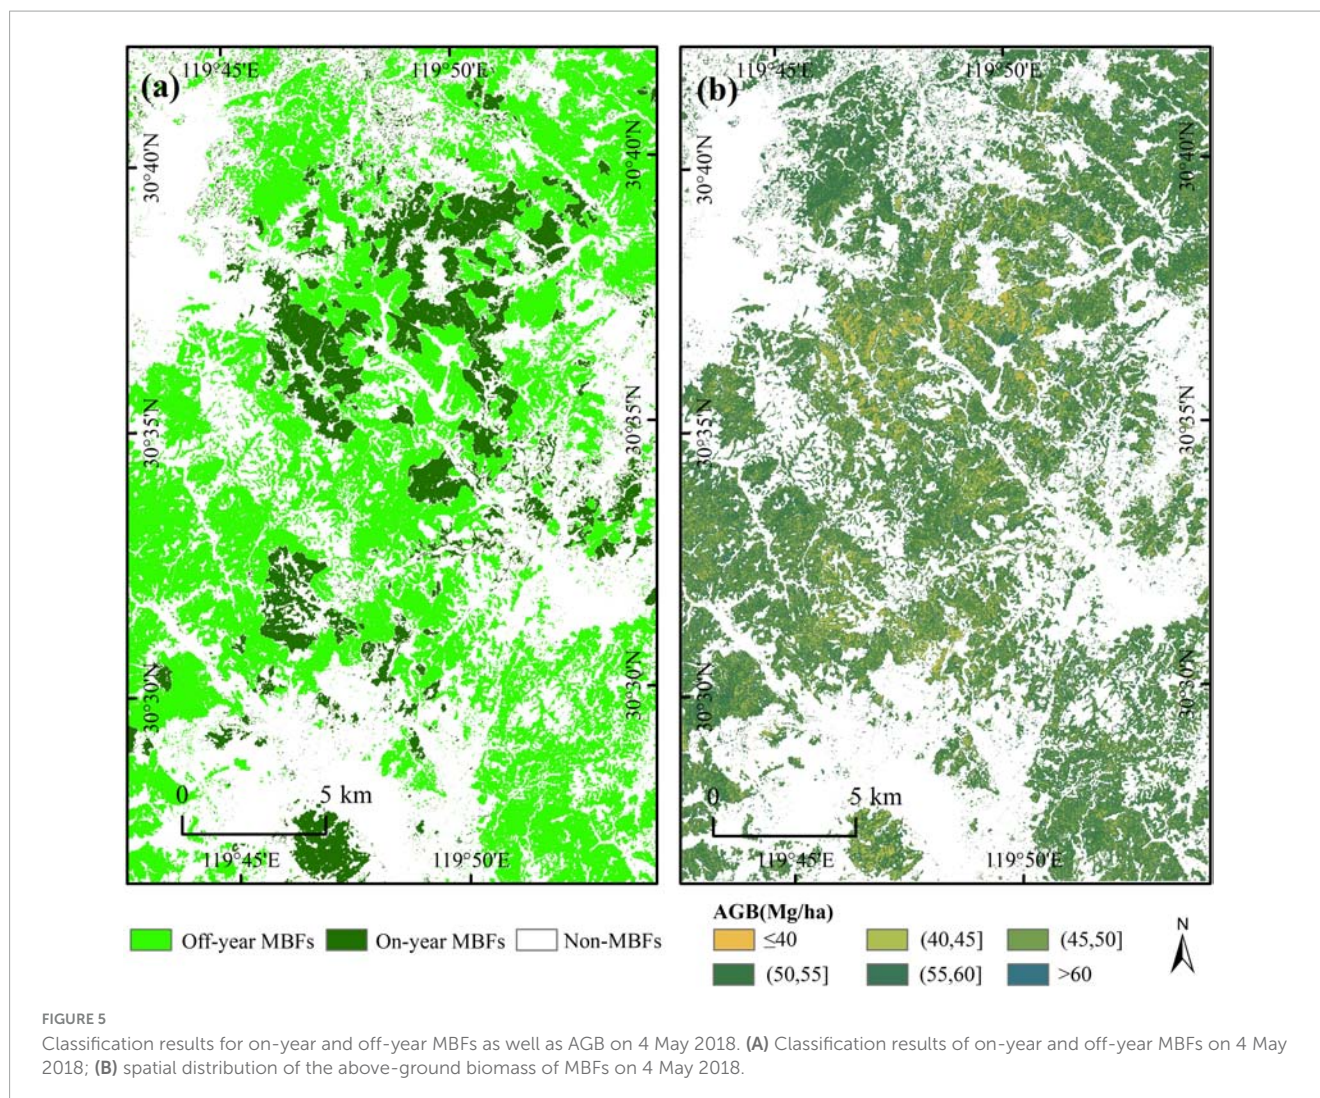 (a)
119°45'E
119°50'E
30°40'N
30°40'N
30°35'N
30°35'N
30°30'N
30°30'N
0
5 km
119°45'E
119°50'E
(b)
119°45'E
119°50'E
30°40'N
30°40'N
30°35'N
30°35'N
30°30'N
30°30'N
0
5 km
119°45'E
119°50'E
Off-year MBFs
On-year MBFs
Non-MBFs
AGB(Mg/ha)
≤40
(40,45]
(45,50]
(50,55]
(55,60]
>60
N
FIGURE 5
Classification results for on-year and off-year MBFs as well as AGB on 4 May 2018. (A) Classification results of on-year and off-year MBFs on 4 May
2018; (B) spatial distribution of the above-ground biomass of MBFs on 4 May 2018.